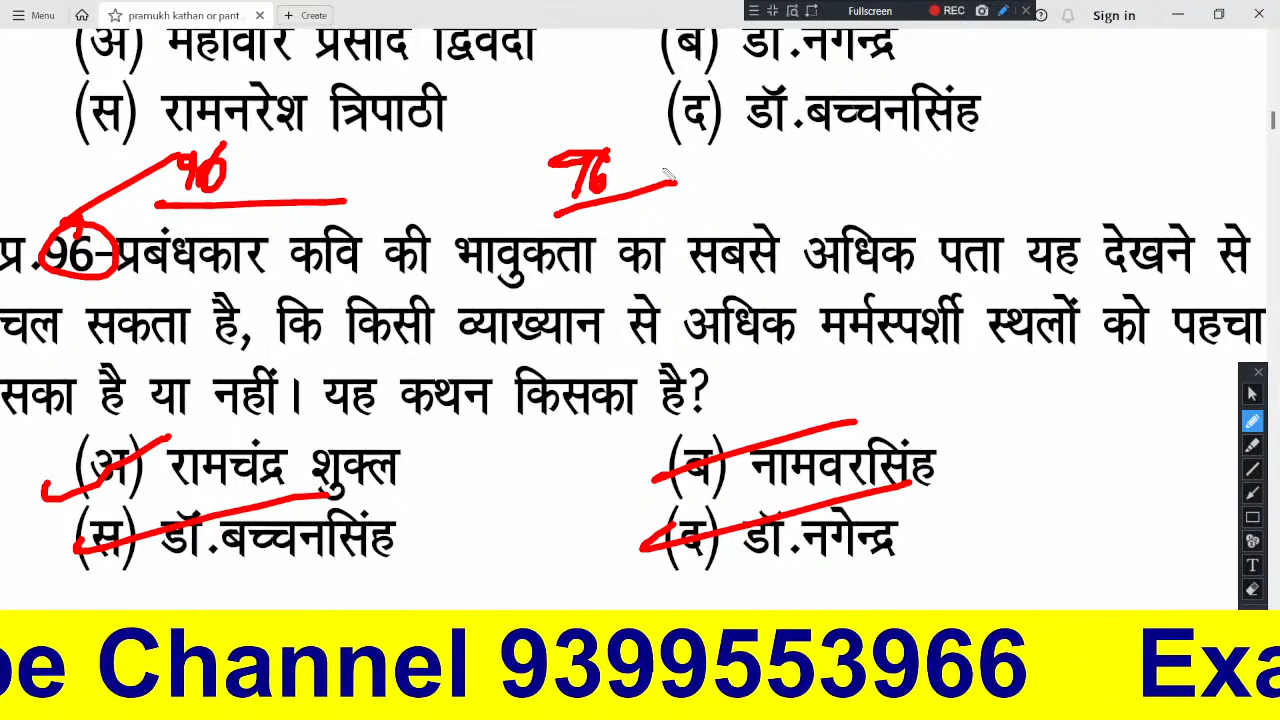 Menu
pramukh kathan or pant ...
Create
Fullscreen
REC
Sign in
(अ) महावीर प्रसाद द्विवेदी (ब) डॉ.नगेन्द्र
(स) रामनरेश त्रिपाठी (द) डॉ.बच्चनसिंह
96 76
प्र.96-प्रबंधकार कवि की भावुकता का सबसे अधिक पता यह देखने से
चल सकता है, कि किसी व्याख्यान से अधिक मर्मस्पर्शी स्थलों को पहचा
सका है या नहीं। यह कथन किसका है?
(अ) रामचंद्र शुक्ल (ब) नामवरसिंह
(स) डॉ.बच्चनसिंह (द) डॉ.नगेन्द्र
T
be Channel 9399553966 Exa